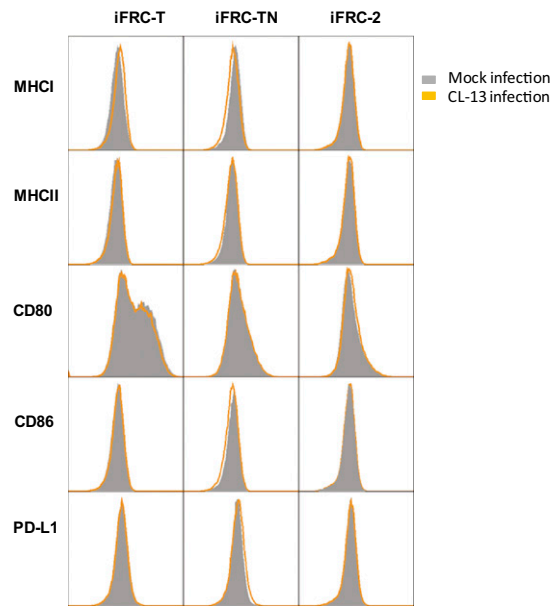 iFRC-T iFRC-TN iFRC-2
MHCI
Mock infection
CL-13 infection
MHCII
CD80
CD86
PD-L1